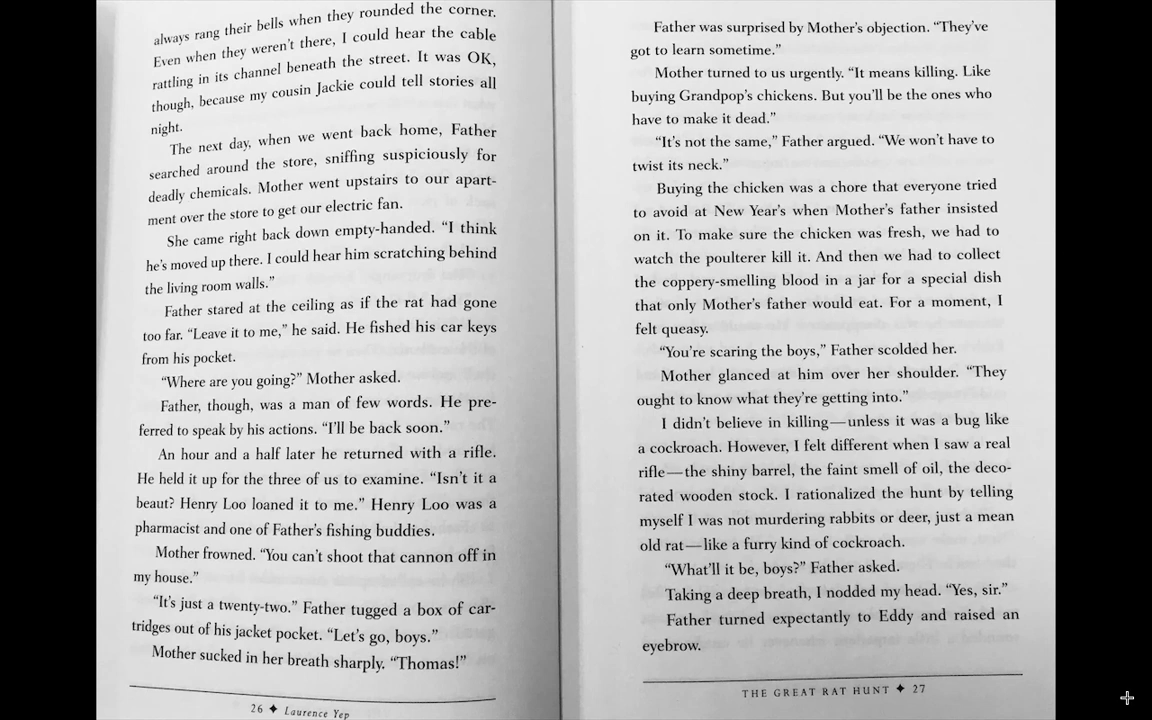 always rang their bells when they rounded the corner.
Even when they weren't there, I could hear the cable
rattling in its channel beneath the street. It was OK,
though, because my cousin Jackie could tell stories all
night.
The next day, when we went back home, Father
searched around the store, sniffing suspiciously for
deadly chemicals. Mother went upstairs to our apart-
ment over the store to get our electric fan.
She came right back down empty-handed. “I think
he's moved up there. I could hear him scratching behind
the living room walls.”
Father stared at the ceiling as if the rat had gone
too far. “Leave it to me,” he said. He fished his car keys
from his pocket.
“Where are you going?” Mother asked.
Father, though, was a man of few words. He pre-
ferred to speak by his actions. “I'll be back soon.”
An hour and a half later he returned with a rifle.
He held it up for the three of us to examine. “Isn't it a
beaut? Henry Loo loaned it to me.” Henry Loo was a
pharmacist and one of Father's fishing buddies.
Mother frowned. “You can't shoot that cannon off in
my house.”
“It's just a twenty-two.” Father tugged a box of car-
tridges out of his jacket pocket. “Let's go, boys.”
Mother sucked in her breath sharply. “Thomas!”
26 ✦ Laurence Yep
Father was surprised by Mother's objection. “They've
got to learn sometime.”
Mother turned to us urgently. “It means killing. Like
buying Grandpop's chickens. But you'll be the ones who
have to make it dead.”
“It's not the same,” Father argued. “We won't have to
twist its neck.”
Buying the chicken was a chore that everyone tried
to avoid at New Year's when Mother's father insisted
on it. To make sure the chicken was fresh, we had to
watch the poulterer kill it. And then we had to collect
the coppery-smelling blood in a jar for a special dish
that only Mother's father would eat. For a moment, I
felt queasy.
“You're scaring the boys,” Father scolded her.
Mother glanced at him over her shoulder. “They
ought to know what they're getting into.”
I didn't believe in killing—unless it was a bug like
a cockroach. However, I felt different when I saw a real
rifle—the shiny barrel, the faint smell of oil, the deco-
rated wooden stock. I rationalized the hunt by telling
myself I was not murdering rabbits or deer, just a mean
old rat—like a furry kind of cockroach.
“What'll it be, boys?” Father asked.
Taking a deep breath, I nodded my head. “Yes, sir.”
Father turned expectantly to Eddy and raised an
eyebrow.
THE GREAT RAT HUNT ✦ 27